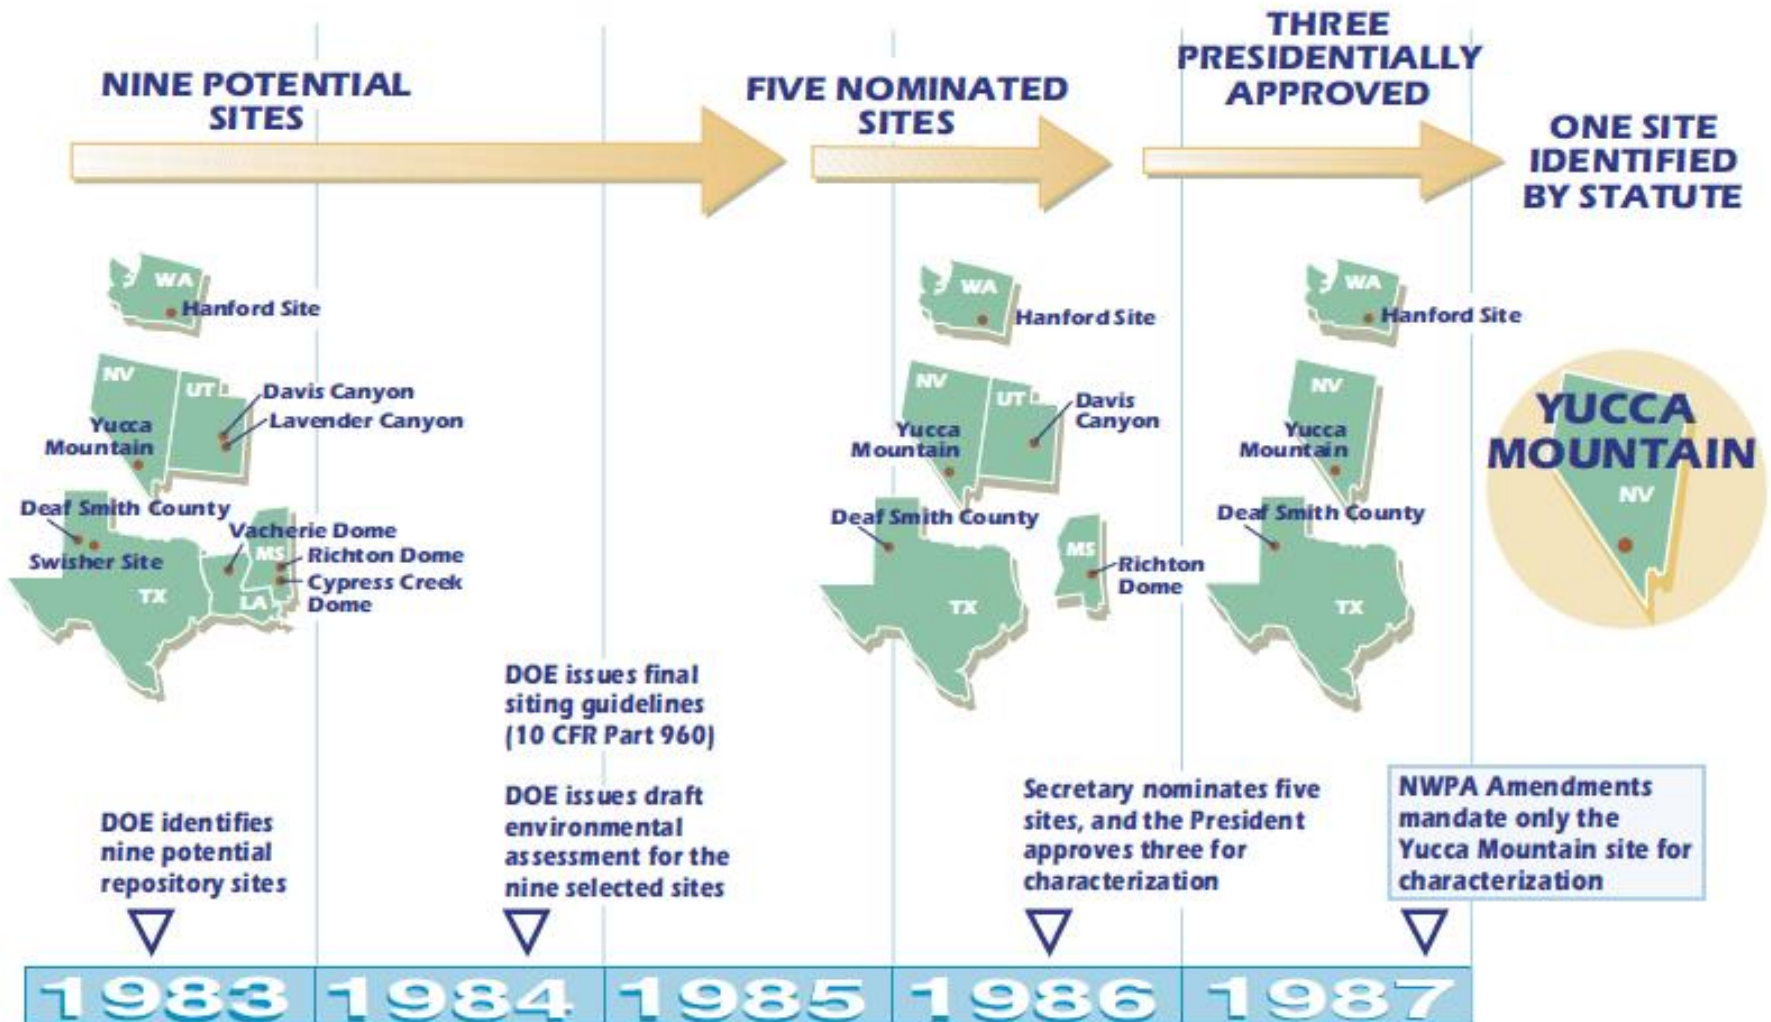 NINE POTENTIAL
SITES
FIVE NOMINATED
SITES
THREE
PRESIDENTIALLY
APPROVED
ONE SITE
IDENTIFIED
BY STATUTE
WA
Hanford Site
NV
UT
Davis Canyon
Lavender Canyon
Yucca
Mountain
Deaf Smith County
Swisher Site
Vacherie Dome
MS
Richton Dome
Cypress Creek
Dome
TX
LA
WA
Hanford Site
NV
UT
Davis
Canyon
Yucca
Mountain
Deaf Smith County
MS
Richton
Dome
TX
WA
Hanford Site
NV
Yucca
Mountain
Deaf Smith County
TX
YUCCA
MOUNTAIN
NV
DOE identifies
nine potential
repository sites
DOE issues final
siting guidelines
(10 CFR Part 960)
DOE issues draft
environmental
assessment for the
nine selected sites
Secretary nominates five
sites, and the President
approves three for
characterization
NWPA Amendments
mandate only the
Yucca Mountain site for
characterization
1983 1984 1985 1986 1987